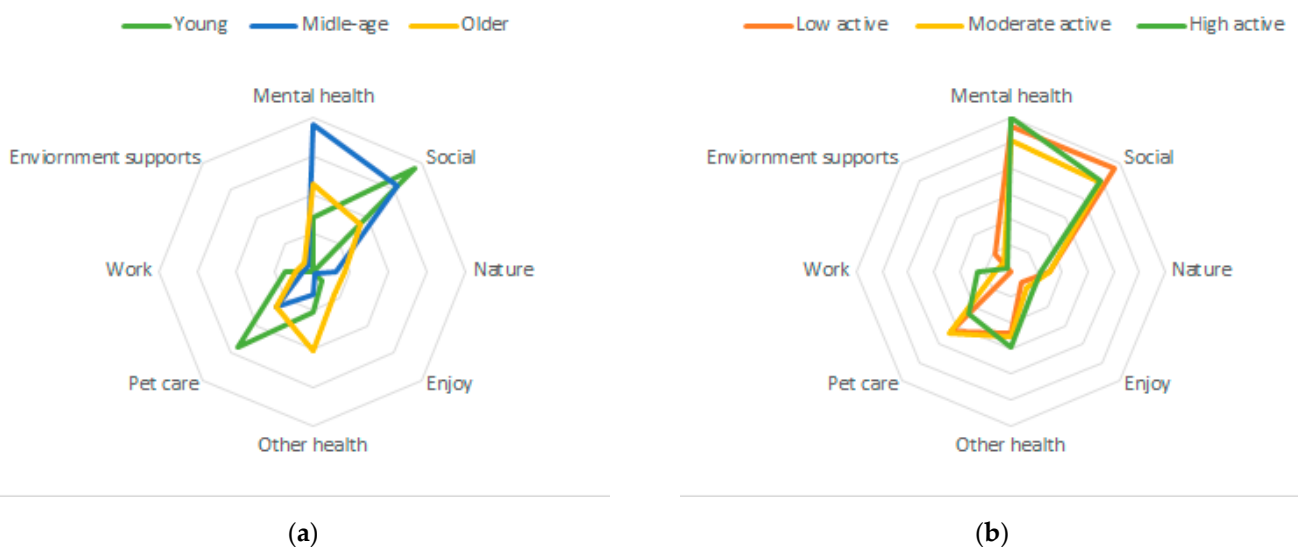 Young Midle-age Older
Mental health
Enviornment supports
Social
Work
Nature
Pet care
Enjoy
Other health
(a)
Low active Moderate active High active
Mental health
Enviornment supports
Social
Work
Nature
Pet care
Enjoy
Other health
(b)